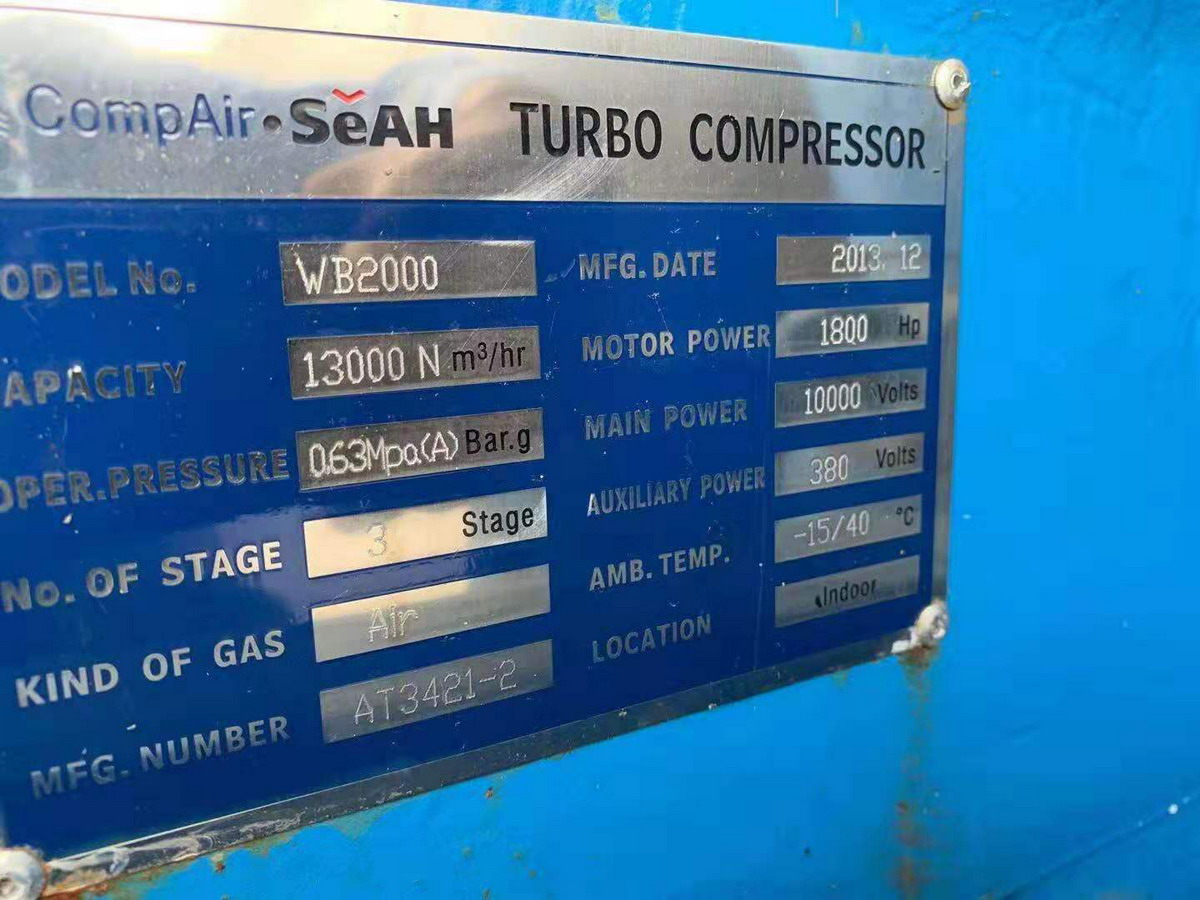 CompAir·SeAH TURBO COMPRESSOR
ODEL No. WB2000
APACITY 13000 N m³/hr
OPER.PRESSURE 0.63Mpa(A) Bar.g
No. OF STAGE 3 Stage
KIND OF GAS Air
MFG. NUMBER AT3421-2
MFG. DATE 2013. 12
MOTOR POWER 1800 Hp
MAIN POWER 10000 Volts
AUXILIARY POWER 380 Volts
AMB. TEMP. -15/40 °C
LOCATION Indoor